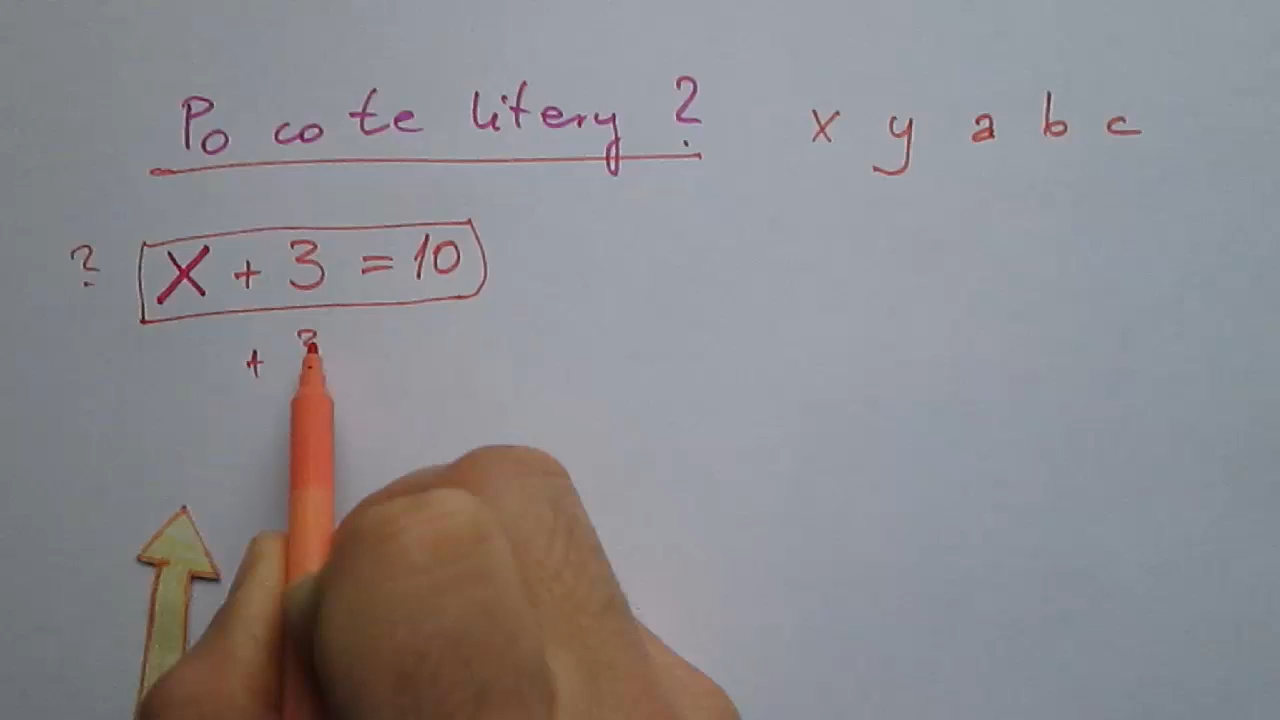 Po co te litery ? x y a b c
? X + 3 = 10
+